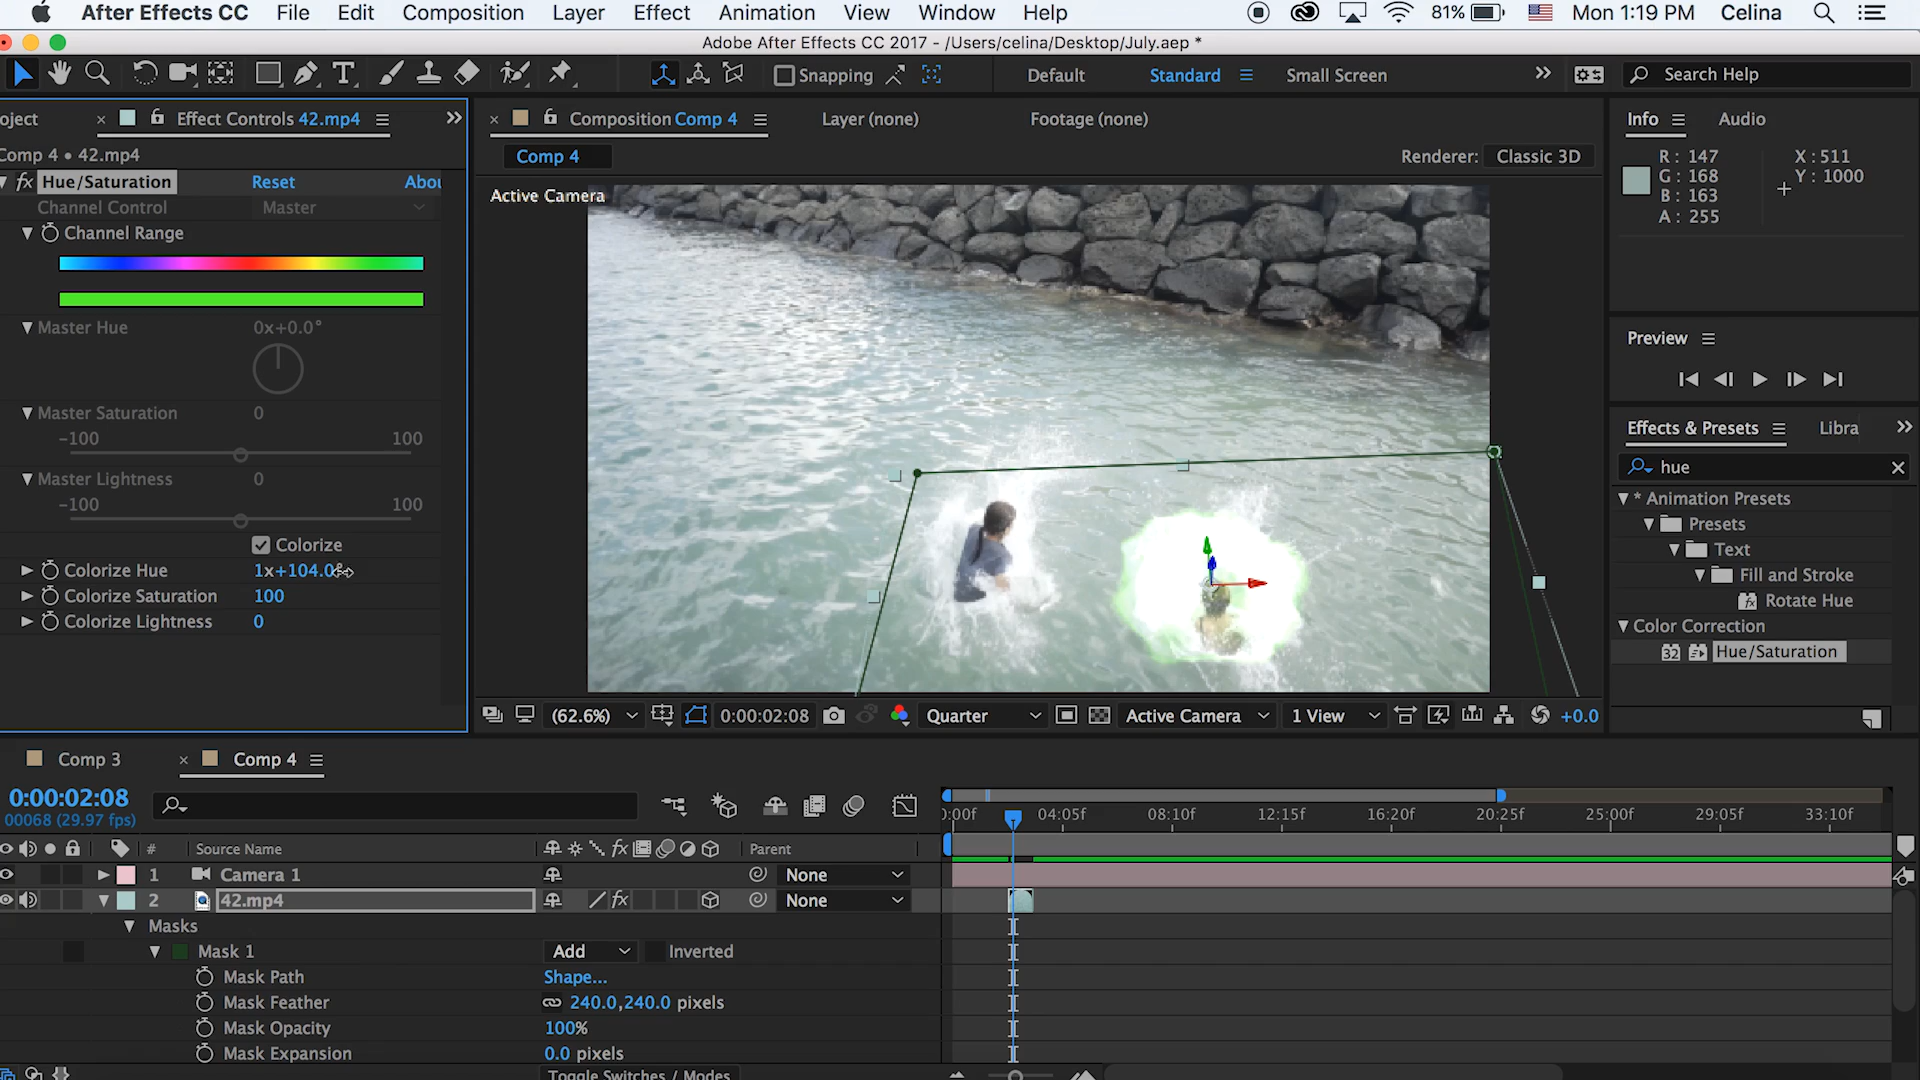 After Effects CC File Edit Composition Layer Effect Animation View Window Help 81% Mon 1:19 PM Celina
Adobe After Effects CC 2017 - /Users/celina/Desktop/July.aep *
Snapping Default Standard Small Screen Search Help
oject Effect Controls 42.mp4 Composition Comp 4 Layer (none) Footage (none) Info Audio
Comp 4 • 42.mp4
Comp 4 Renderer: Classic 3D
R: 147 X: 511
G: 168 Y: 1000
B: 163
A: 255
fx Hue/Saturation Reset Abou
Active Camera
Channel Control Master
Channel Range
Master Hue 0x+0.0°
Preview
Master Saturation 0
-100 100
Effects & Presets Libra
hue
Master Lightness 0
-100 100
* Animation Presets
Presets
Text
Fill and Stroke
Rotate Hue
Color Correction
32 Hue/Saturation
Colorize
Colorize Hue 1x+104.0
Colorize Saturation 100
Colorize Lightness 0
(62.6%) 0:00:02:08 Quarter Active Camera 1 View +0.0
Comp 3 Comp 4
0:00:02:08
00068 (29.97 fps)
0:00f 04:05f 08:10f 12:15f 16:20f 20:25f 25:00f 29:05f 33:10f
# Source Name fx Parent
1 Camera 1 None
2 42.mp4 fx None
Masks
Mask 1 Add Inverted
Mask Path Shape...
Mask Feather 240.0,240.0 pixels
Mask Opacity 100%
Mask Expansion 0.0 pixels
Toggle Switches / Modes